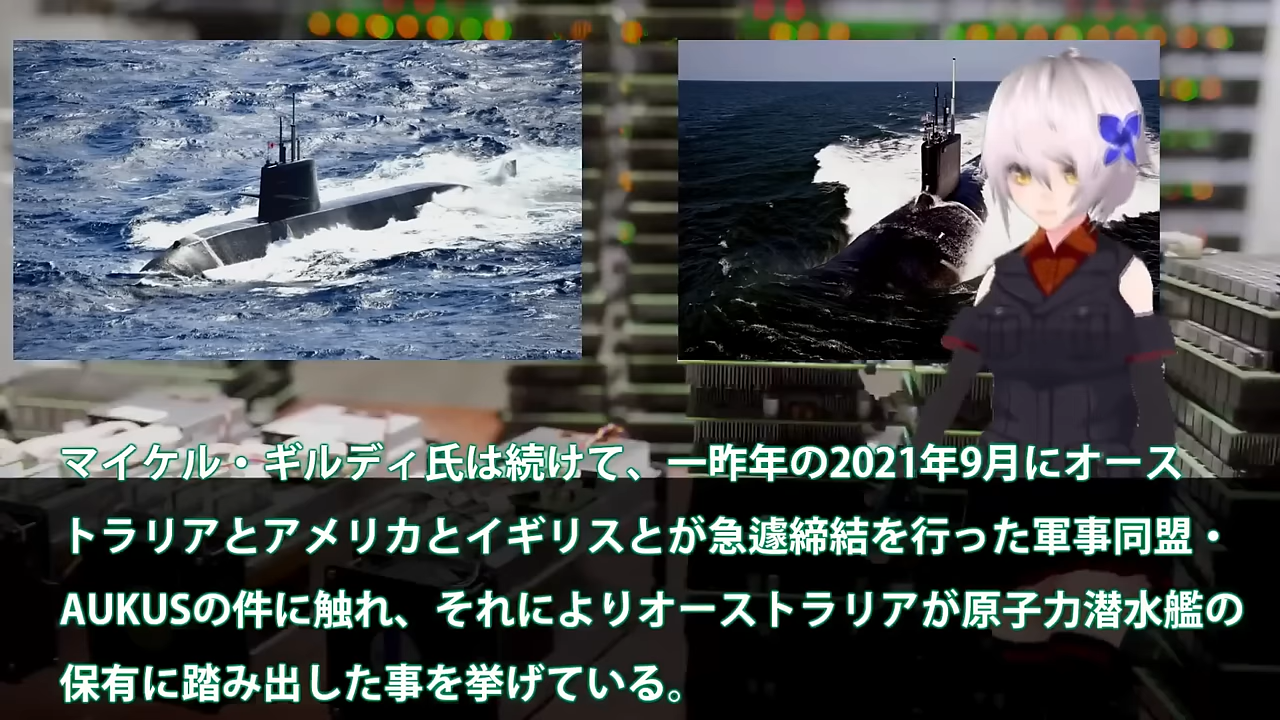 マイケル・ギルディ氏は続けて、一昨年の2021年9月にオース
トラリアとアメリカとイギリスとが急遽締結を行った軍事同盟・
AUKUSの件に触れ、それによりオーストラリアが原子力潜水艦の
保有に踏み出した事を挙げている。